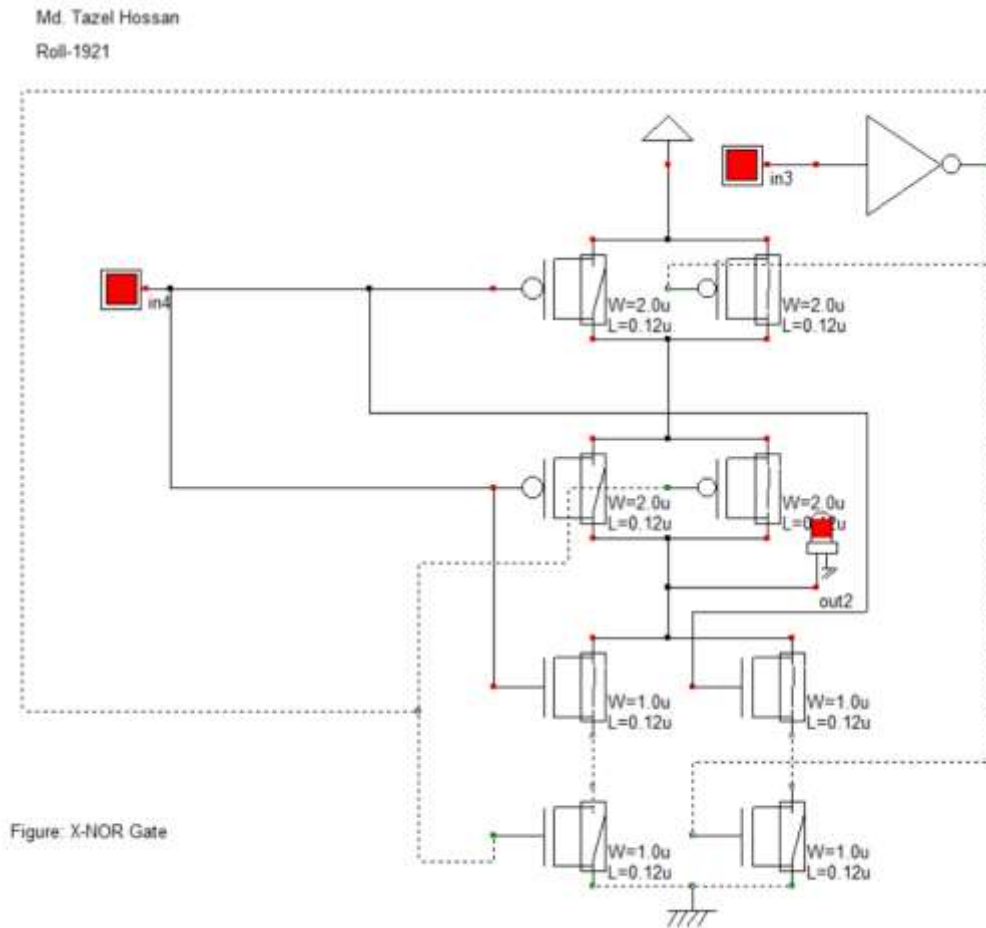 Md. Tazel Hossan
Roll-1921
in3
in4
W=2.0u
L=0.12u
W=2.0u
L=0.12u
W=2.0u
L=0.12u
W=2.0u
L=0.12u
out2
W=1.0u
L=0.12u
W=1.0u
L=0.12u
Figure: X-NOR Gate
W=1.0u
L=0.12u
W=1.0u
L=0.12u